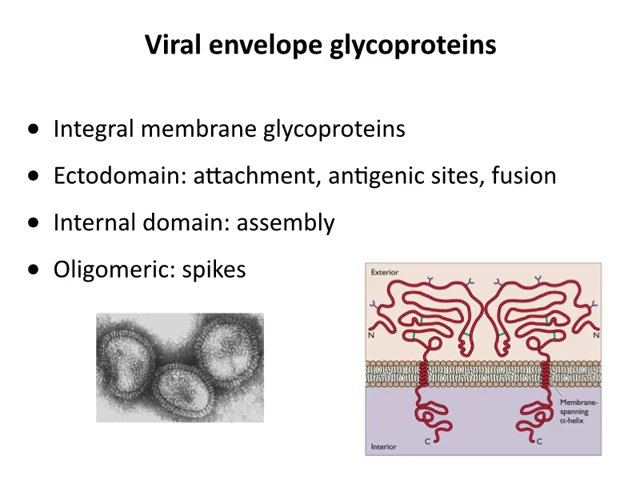 Viral envelope glycoproteins
• Integral membrane glycoproteins
• Ectodomain: attachment, antigenic sites, fusion
• Internal domain: assembly
• Oligomeric: spikes
Exterior
N
N
Membrane-
spanning
α-helix
C
C
Interior